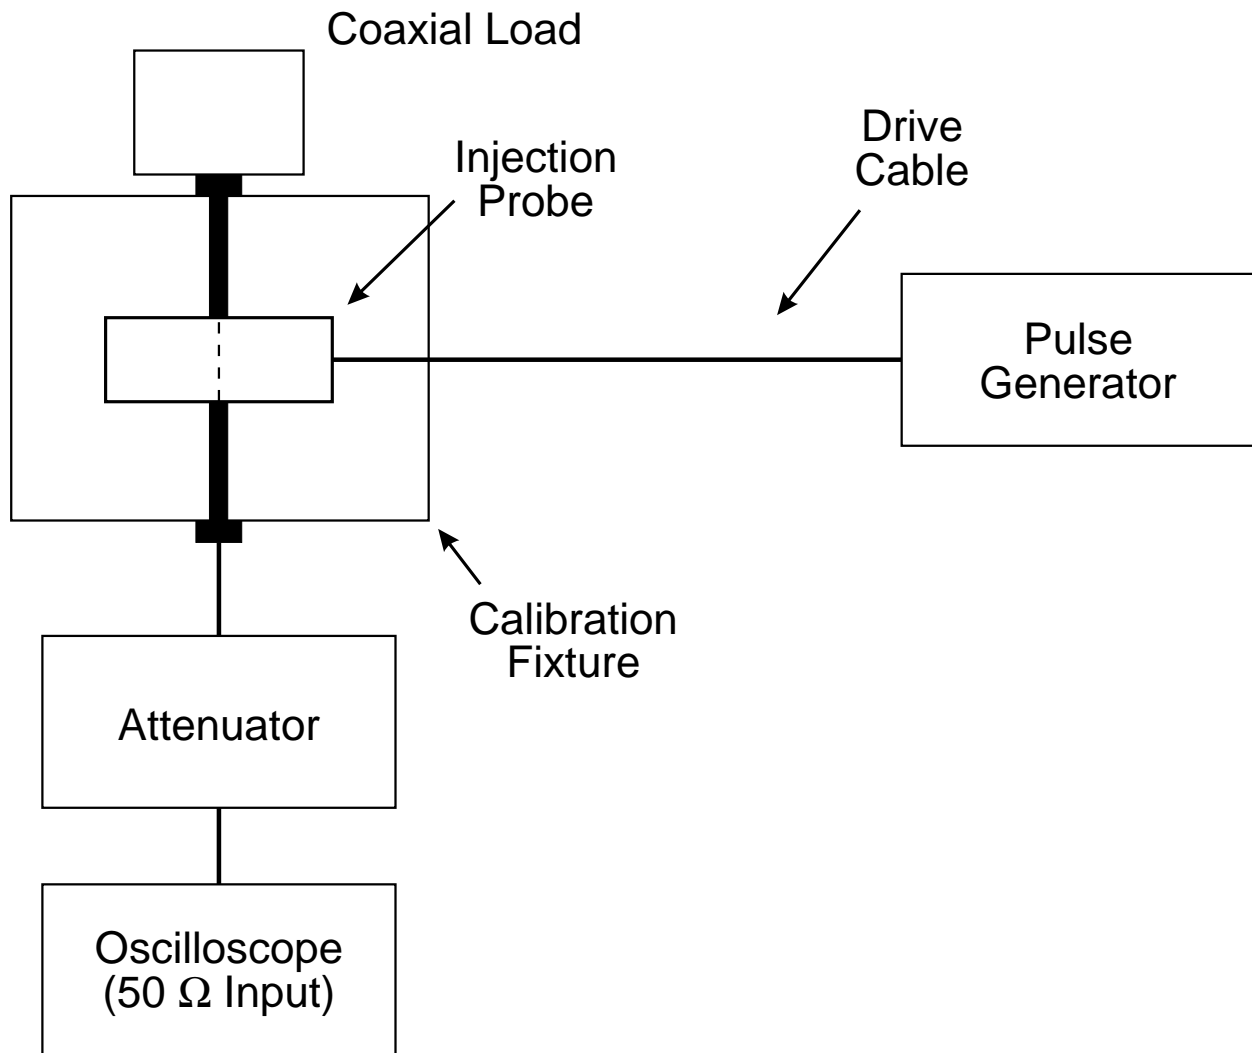 Coaxial Load
Injection
Probe
Drive
Cable
Pulse
Generator
Calibration
Fixture
Attenuator
Oscilloscope
(50 Ω Input)